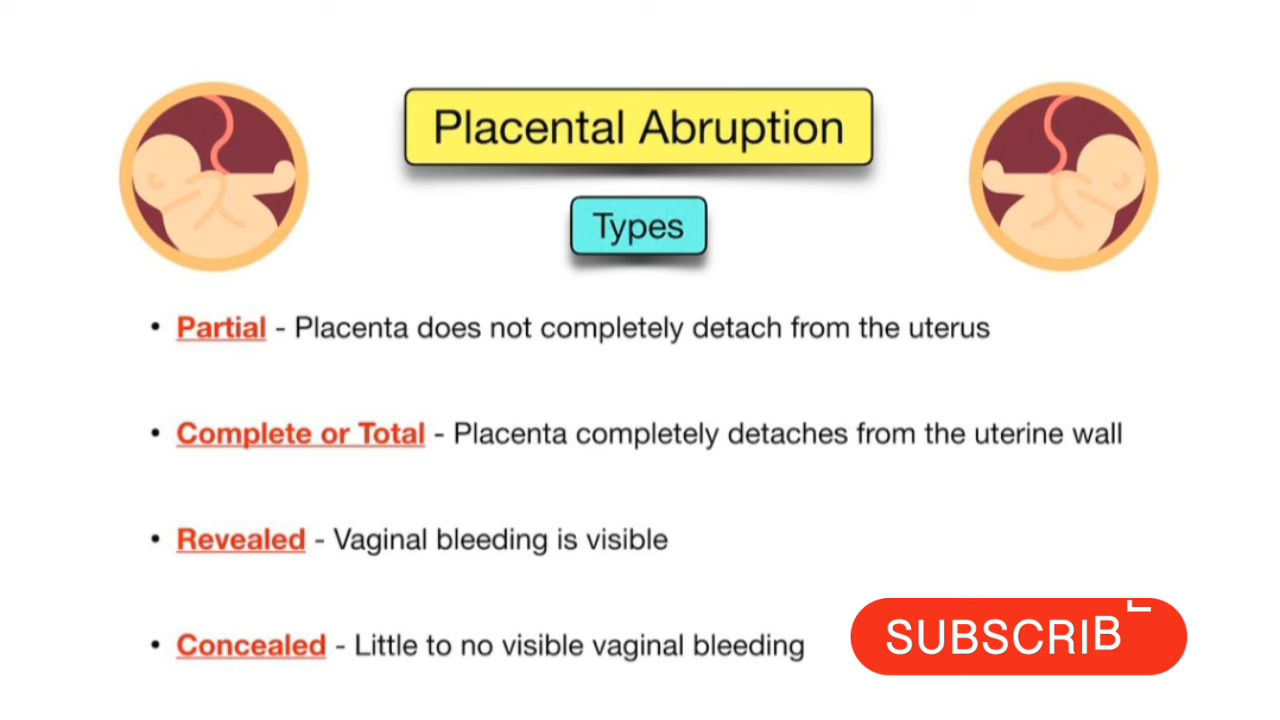 Placental Abruption
Types
• Partial - Placenta does not completely detach from the uterus
• Complete or Total - Placenta completely detaches from the uterine wall
• Revealed - Vaginal bleeding is visible
• Concealed - Little to no visible vaginal bleeding
SUBSCRIBE